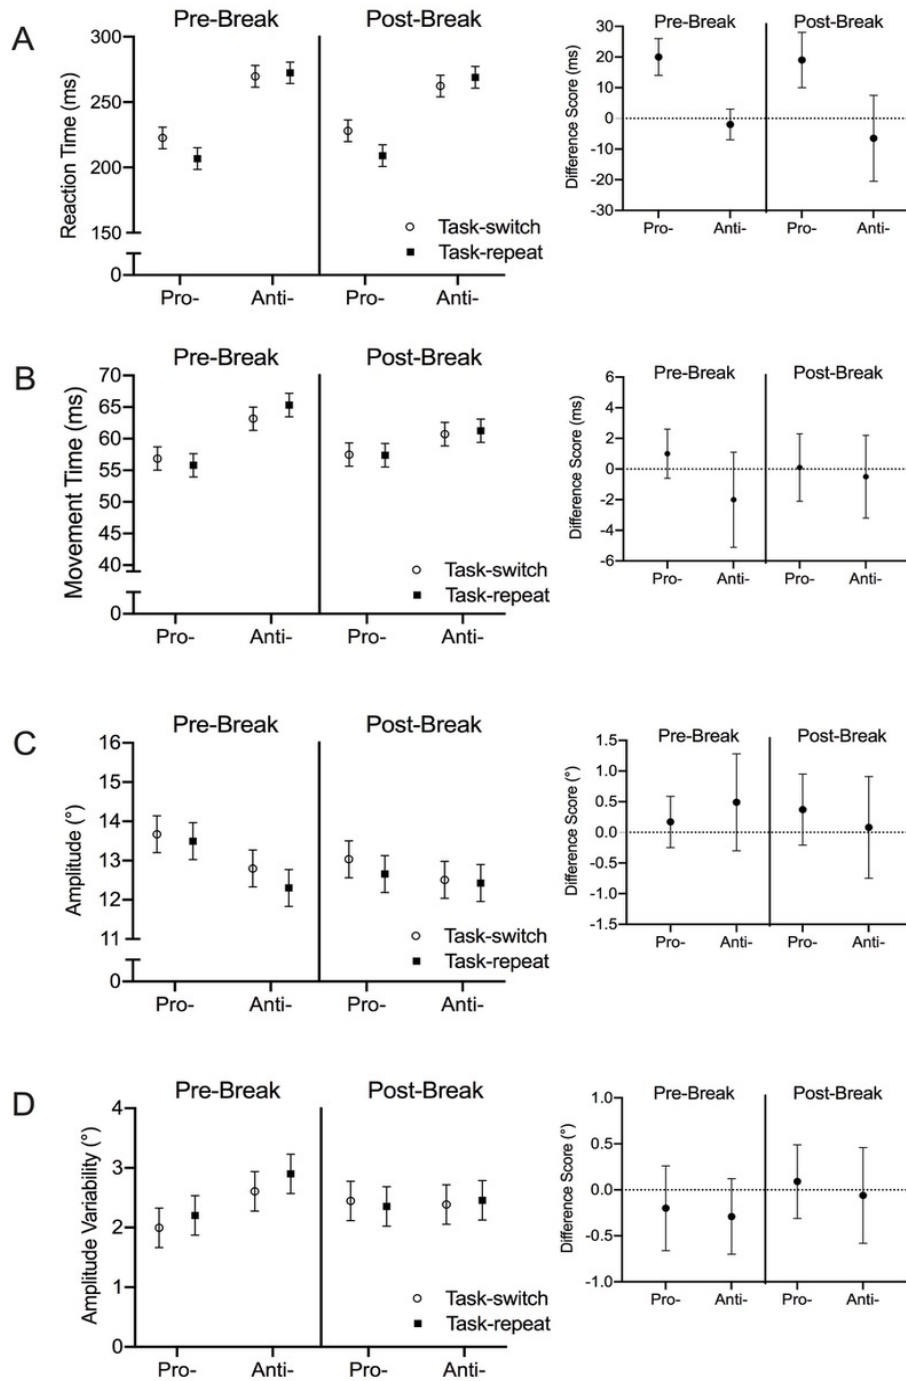 A
Pre-Break Post-Break
Reaction Time (ms)
300
250
200
150
0
Task-switch
Task-repeat
Pro- Anti- Pro- Anti-
Pre-Break Post-Break
Difference Score (ms)
30
20
10
0
-10
-20
-30
Pro- Anti- Pro- Anti-
B
Pre-Break Post-Break
Movement Time (ms)
70
65
60
55
50
45
40
0
Task-switch
Task-repeat
Pro- Anti- Pro- Anti-
Pre-Break Post-Break
Difference Score (ms)
6
4
2
0
-2
-4
-6
Pro- Anti- Pro- Anti-
C
Pre-Break Post-Break
Amplitude (°)
16
15
14
13
12
11
0
Task-switch
Task-repeat
Pro- Anti- Pro- Anti-
Pre-Break Post-Break
Difference Score (°)
1.5
1.0
0.5
0.0
-0.5
-1.0
-1.5
Pro- Anti- Pro- Anti-
D
Pre-Break Post-Break
Amplitude Variability (°)
4
3
2
1
0
Task-switch
Task-repeat
Pro- Anti- Pro- Anti-
Pre-Break Post-Break
Difference Score (°)
1.0
0.5
0.0
-0.5
-1.0
Pro- Anti- Pro- Anti-